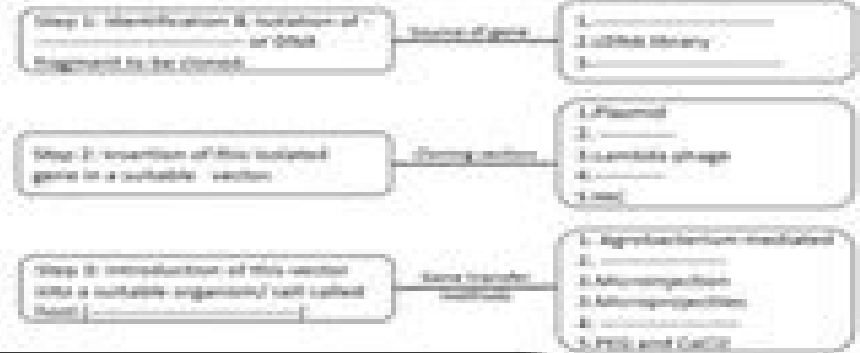 Step 1: Identification & isolation of -
------------------------ or DNA
fragment to be cloned
Source of gene
1.------------------------
2.cDNA library
3.------------------------
Step 2: Insertion of this isolated
gene in a suitable vector.
Cloning vectors
1.Plasmid
2. ----------
3.Lambda phage
4.----------
Step 3: Introduction of this vector
into a suitable organism/ cell called
host (------------------------)
Gene transfer
methods
1. Agrobacterium mediated
2. ----------------
3.Microinjection
3.Microprojectiles
4. ----------------
5.PEG and CaCl2